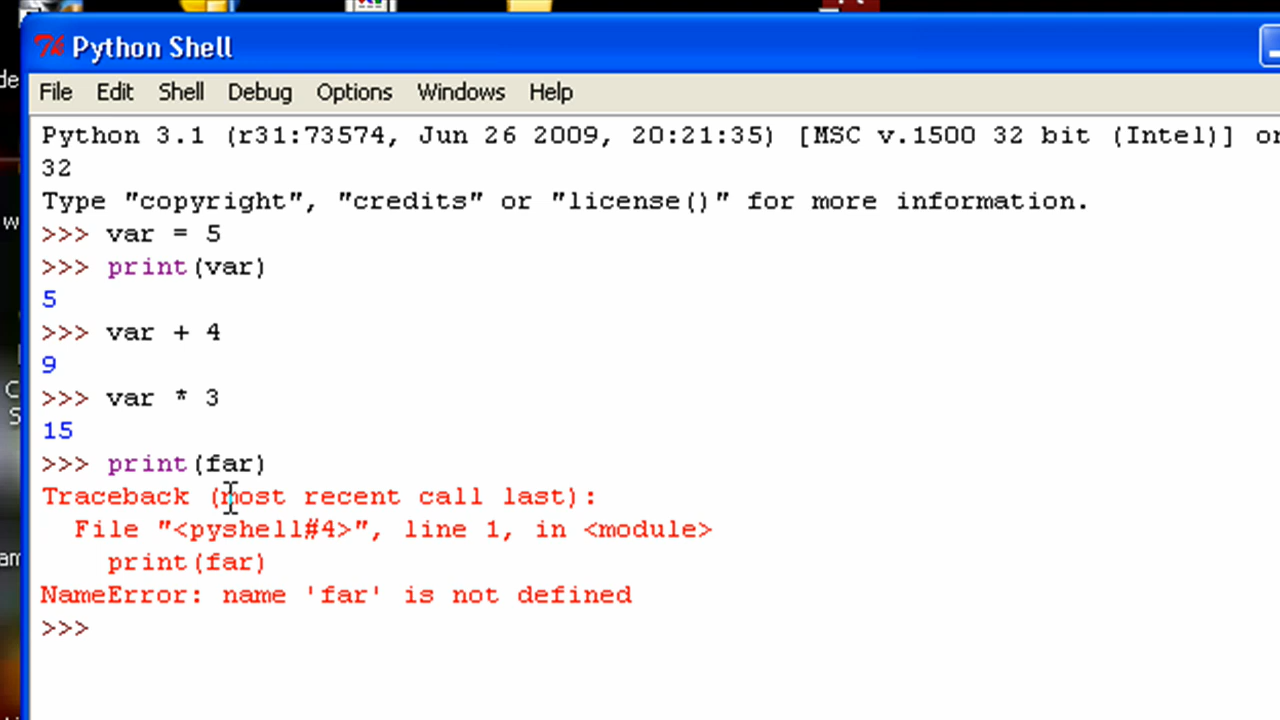 Python Shell
File Edit Shell Debug Options Windows Help
Python 3.1 (r31:73574, Jun 26 2009, 20:21:35) [MSC v.1500 32 bit (Intel)] on
32
Type "copyright", "credits" or "license()" for more information.
>>> var = 5
>>> print(var)
5
>>> var + 4
9
>>> var * 3
15
>>> print(far)
Traceback (most recent call last):
  File "<pyshell#4>", line 1, in <module>
    print(far)
NameError: name 'far' is not defined
>>>